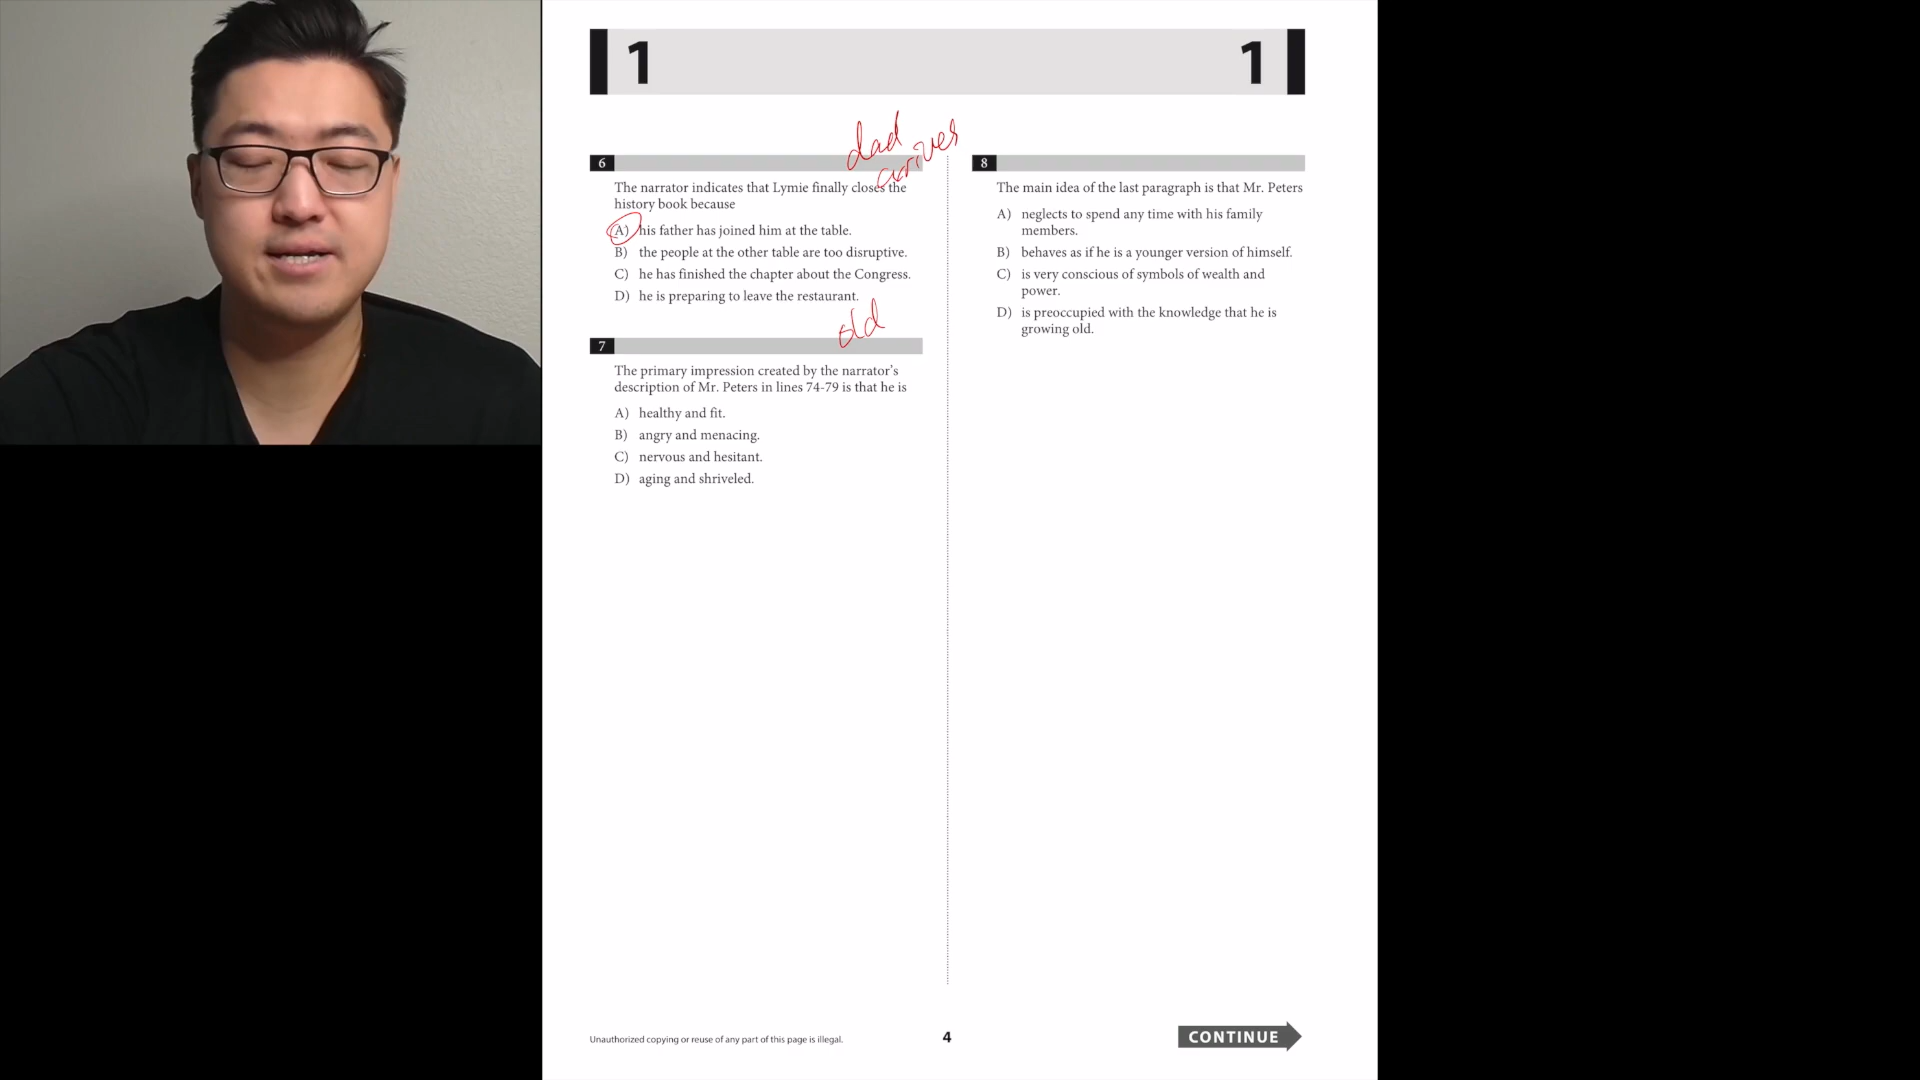 1 1
dad
arrives
6
The narrator indicates that Lymie finally closes the
history book because
A) his father has joined him at the table.
B) the people at the other table are too disruptive.
C) he has finished the chapter about the Congress.
D) he is preparing to leave the restaurant.
old
7
The primary impression created by the narrator's
description of Mr. Peters in lines 74-79 is that he is
A) healthy and fit.
B) angry and menacing.
C) nervous and hesitant.
D) aging and shriveled.
8
The main idea of the last paragraph is that Mr. Peters
A) neglects to spend any time with his family
members.
B) behaves as if he is a younger version of himself.
C) is very conscious of symbols of wealth and
power.
D) is preoccupied with the knowledge that he is
growing old.
Unauthorized copying or reuse of any part of this page is illegal.
4
CONTINUE